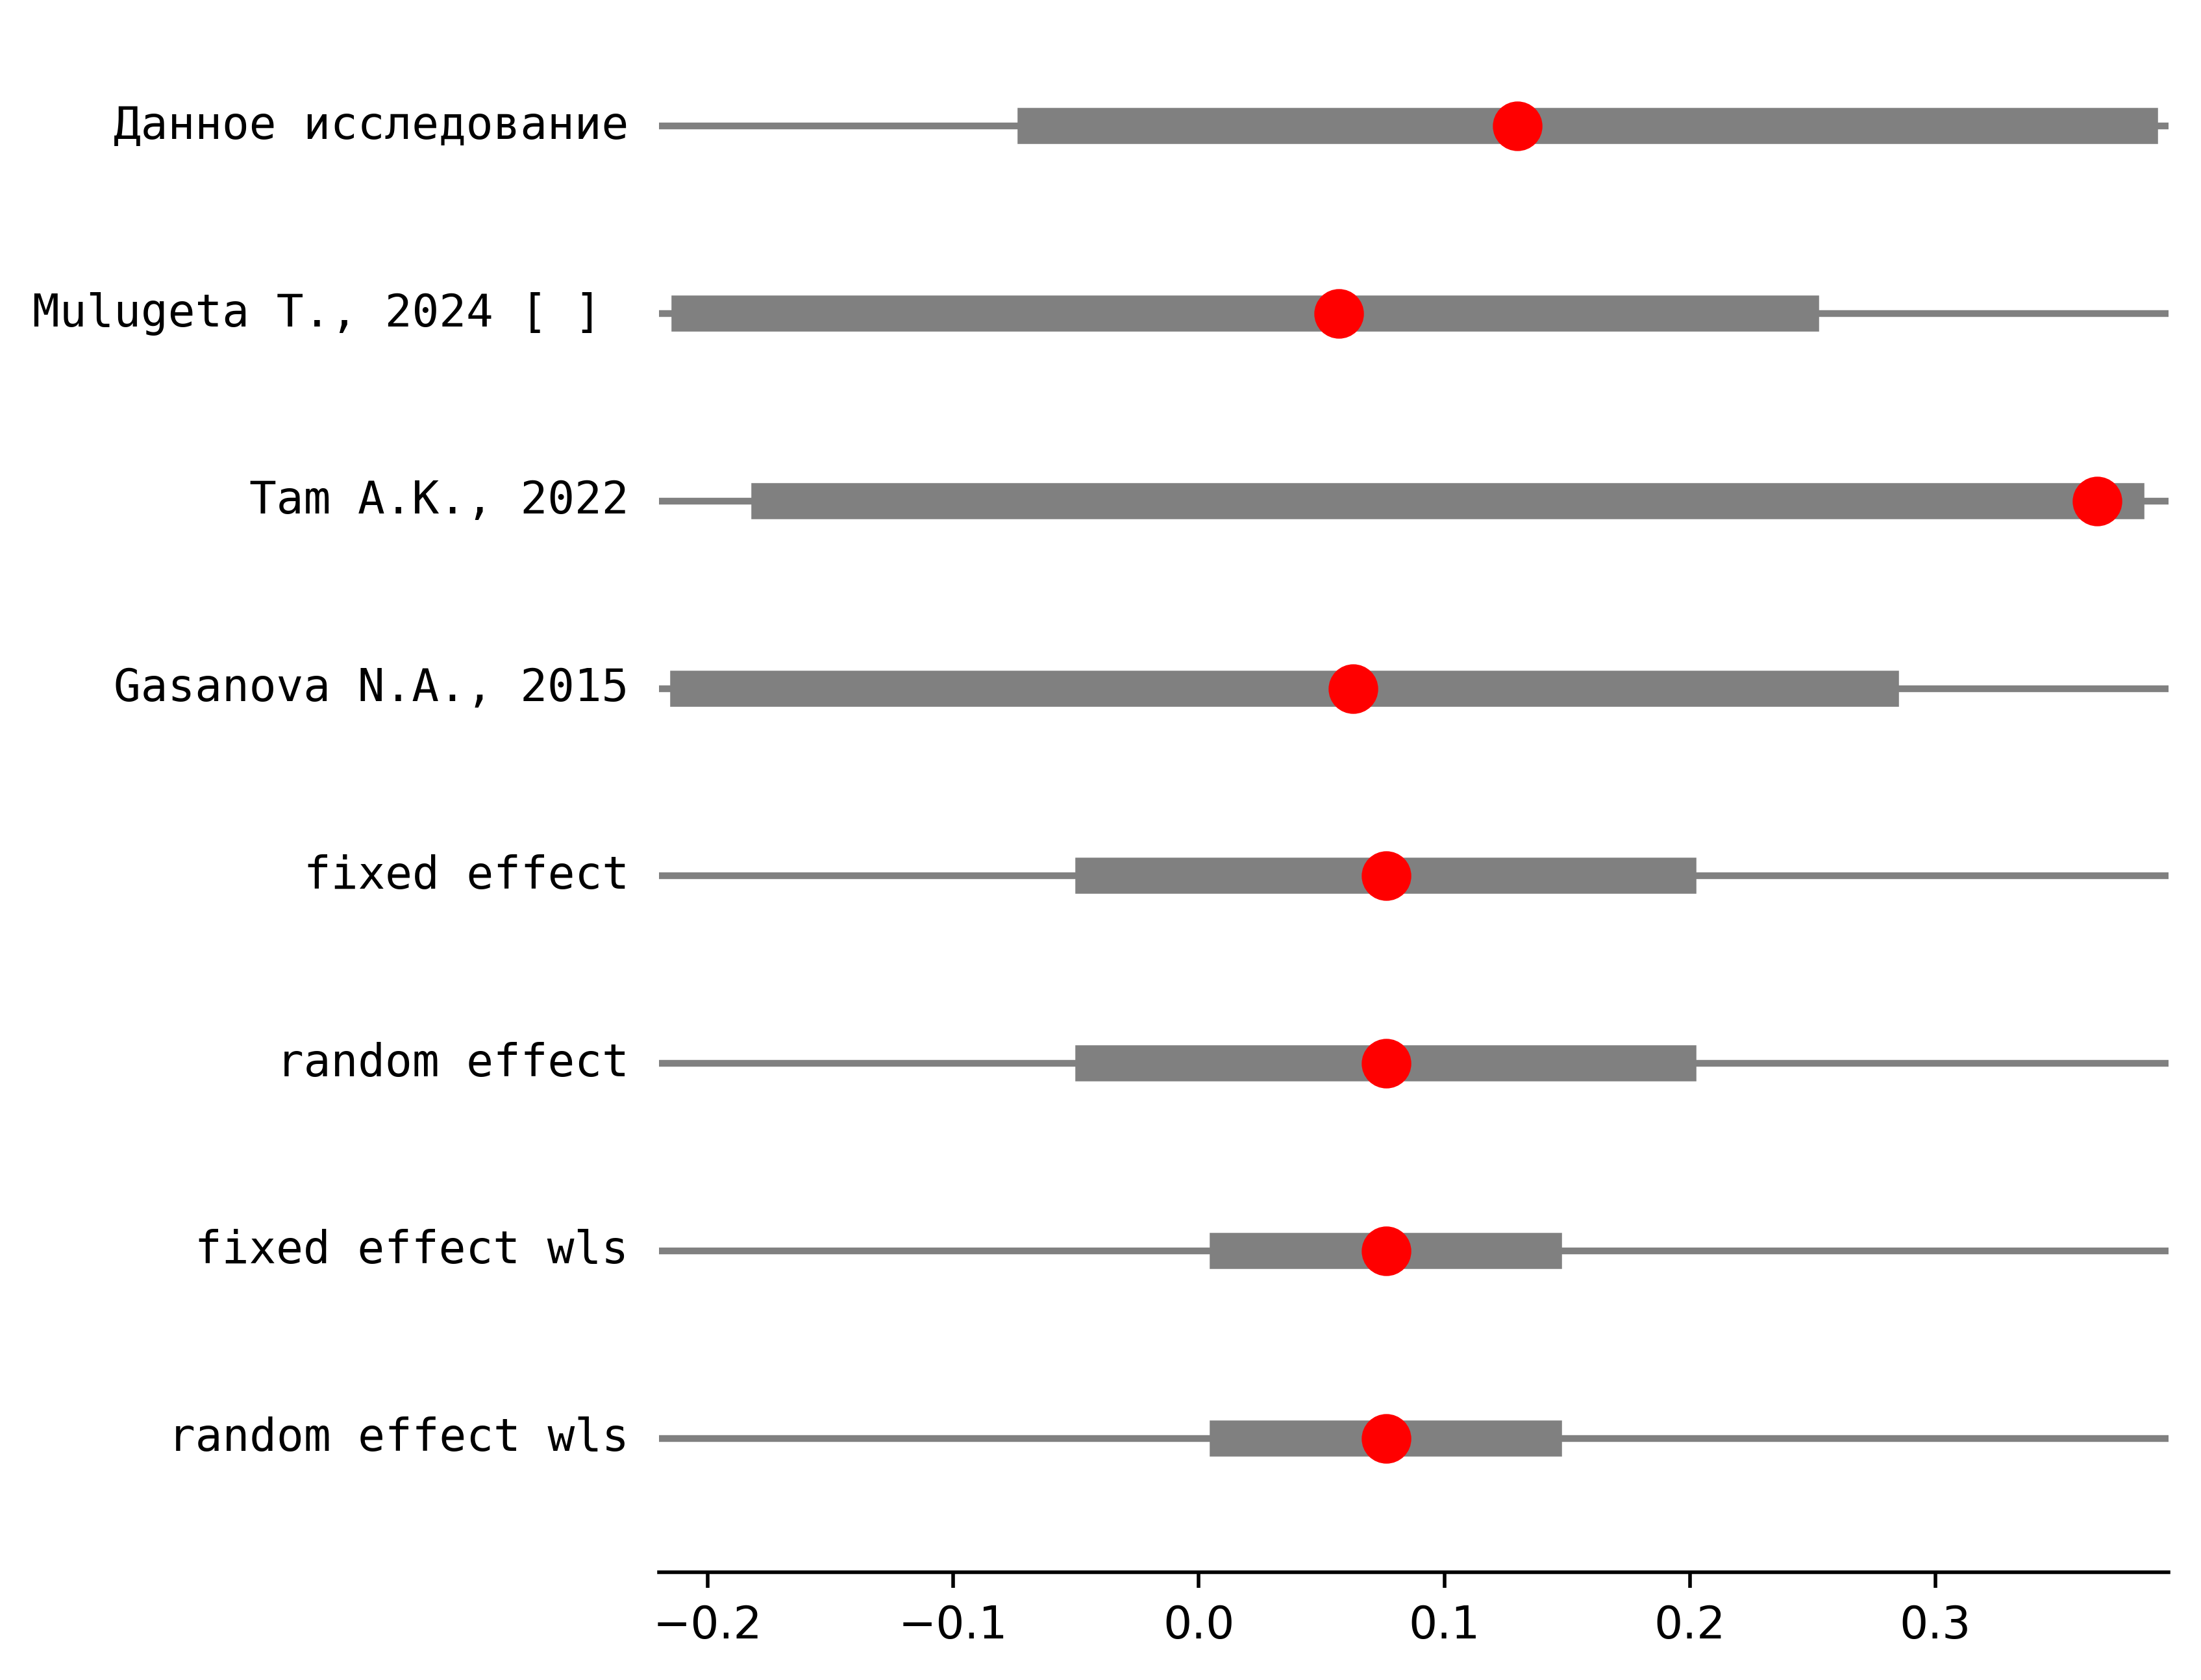 Данное исследование
Mulugeta T., 2024 [ ]
Tam A.K., 2022
Gasanova N.A., 2015
fixed effect
random effect
fixed effect wls
random effect wls
−0.2 −0.1 0.0 0.1 0.2 0.3